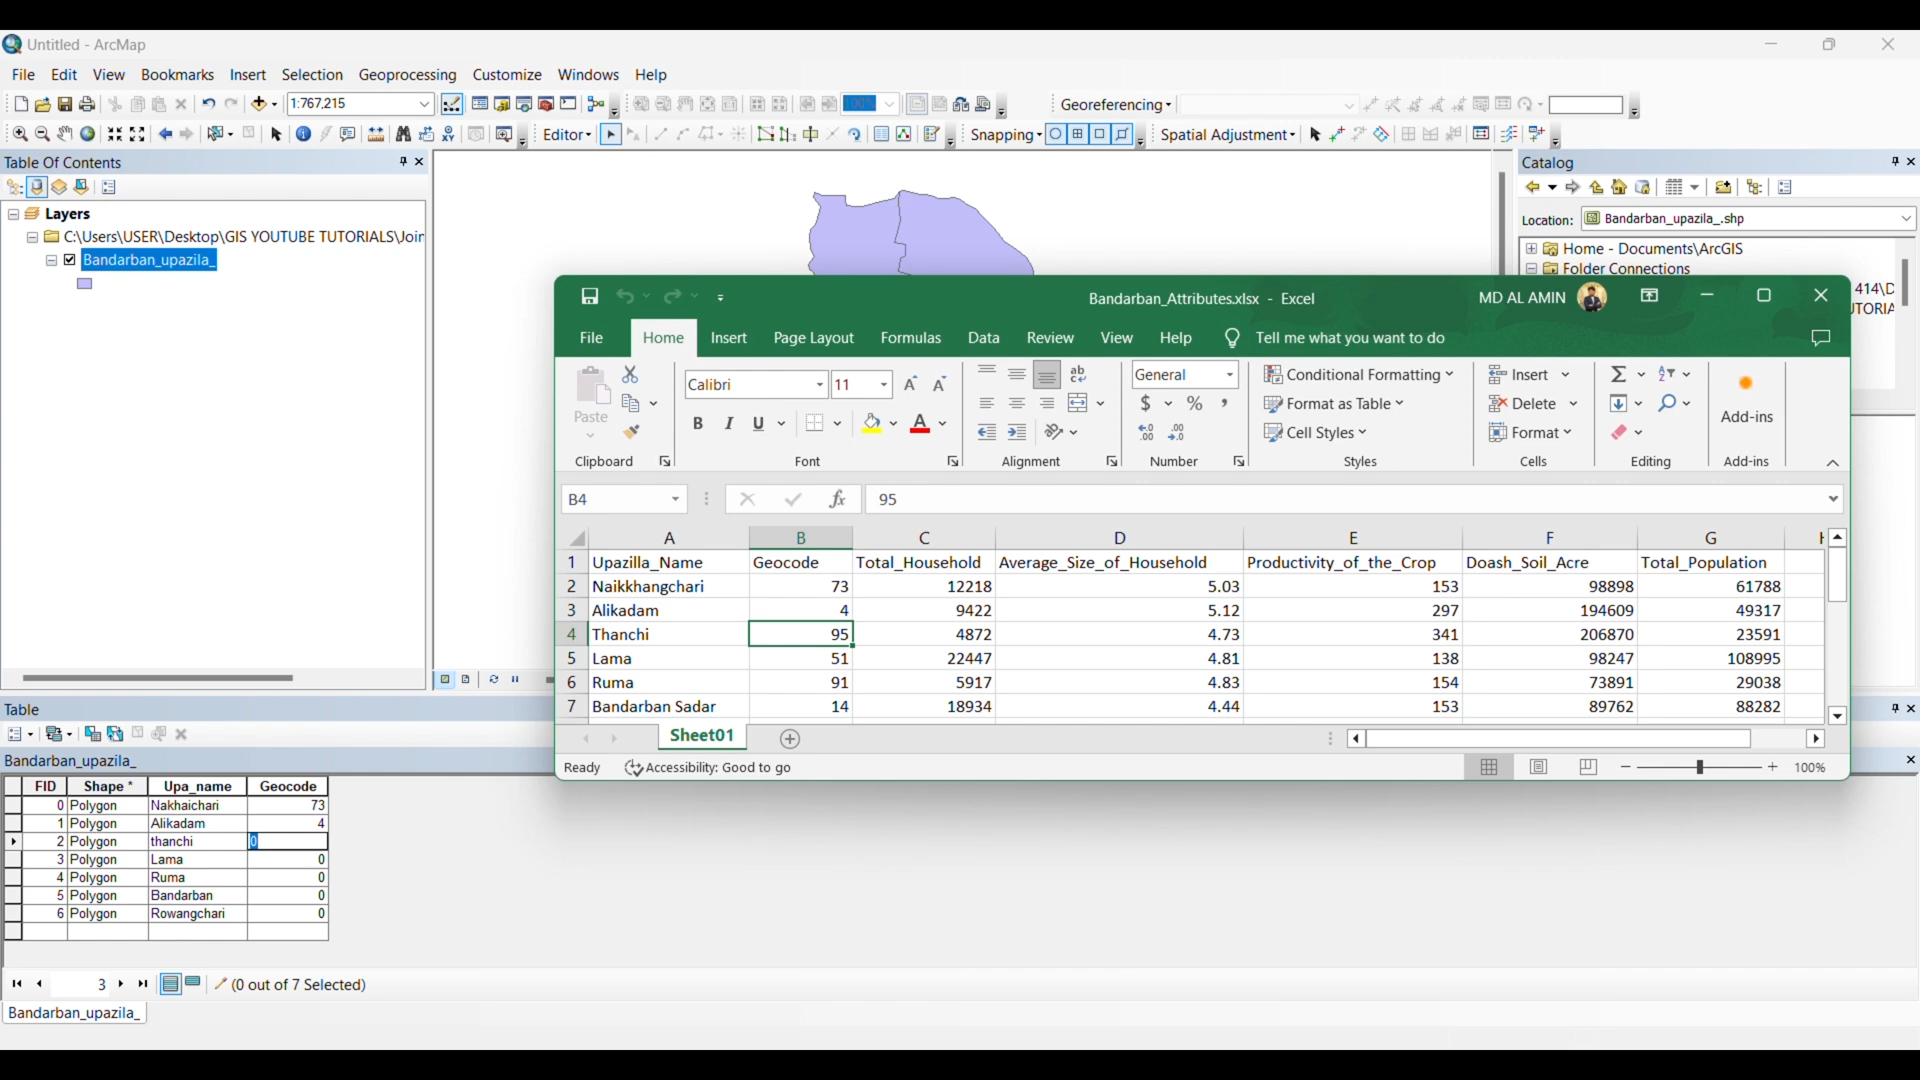 Untitled - ArcMap
File Edit View Bookmarks Insert Selection Geoprocessing Customize Windows Help
1:767,215 100% Georeferencing
Editor Snapping Spatial Adjustment
Table Of Contents
Layers
C:\Users\USER\Desktop\GIS YOUTUBE TUTORIALS\Join
Bandarban_upazila_
Catalog
Location: Bandarban_upazila_.shp
Home - Documents\ArcGIS
Folder Connections
414\D
UTORIA
Bandarban_Attributes.xlsx - Excel MD AL AMIN
File Home Insert Page Layout Formulas Data Review View Help Tell me what you want to do
Paste Calibri 11 General
B I U $ % ,
Conditional Formatting
Format as Table
Cell Styles
Insert
Delete
Format
Add-ins
Clipboard Font Alignment Number Styles Cells Editing Add-ins
B4 fx 95
A B C D E F G H
1 Upazilla_Name Geocode Total_Household Average_Size_of_Household Productivity_of_the_Crop Doash_Soil_Acre Total_Population
2 Naikkhangchari 73 12218 5.03 153 98898 61788
3 Alikadam 4 9422 5.12 297 194609 49317
4 Thanchi 95 4872 4.73 341 206870 23591
5 Lama 51 22447 4.81 138 98247 108995
6 Ruma 91 5917 4.83 154 73891 29038
7 Bandarban Sadar 14 18934 4.44 153 89762 88282
Sheet01
Ready Accessibility: Good to go 100%
Table
Bandarban_upazila_
FID Shape * Upa_name Geocode
0 Polygon Nakhaichari 73
1 Polygon Alikadam 4
2 Polygon thanchi 0
3 Polygon Lama 0
4 Polygon Ruma 0
5 Polygon Bandarban 0
6 Polygon Rowangchari 0
3 (0 out of 7 Selected)
Bandarban_upazila_